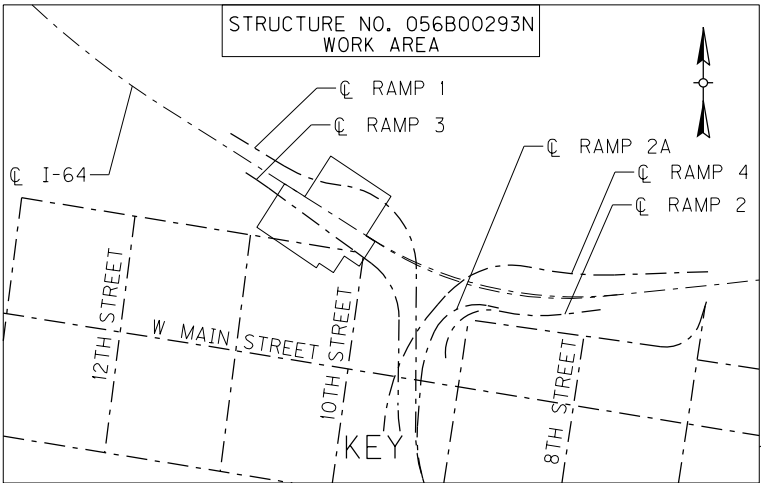 STRUCTURE NO. 056B00293N
WORK AREA
℄ RAMP 1
℄ RAMP 3
℄ RAMP 2A
℄ I-64
℄ RAMP 4
℄ RAMP 2
12TH STREET
W MAIN STREET
10TH STREET
8TH STREET
KEY